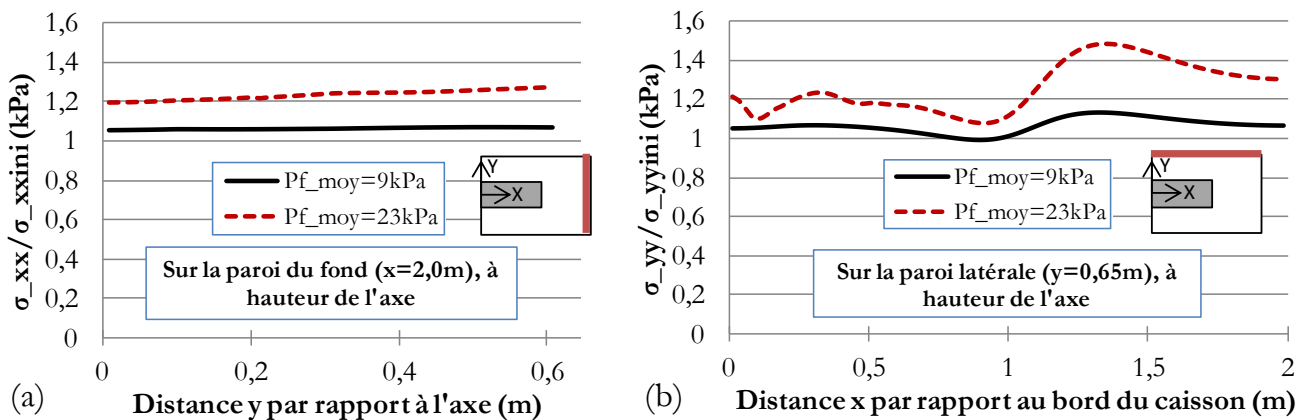 1,6
1,4
1,2
1
0,8
0,6
0,4
0,2
0
σ_xx/σ_xxini (kPa)
Y
X
Pf_moy=9kPa
Pf_moy=23kPa
Sur la paroi du fond (x=2,0m), à
hauteur de l'axe
0
0,2
0,4
0,6
(a)
Distance y par rapport à l'axe (m)
1,6
1,4
1,2
1
0,8
0,6
0,4
0,2
0
σ_yy/σ_yyini (kPa)
Y
X
Pf_moy=9kPa
Pf_moy=23kPa
Sur la paroi latérale (y=0,65m), à
hauteur de l'axe
0
0,5
1
1,5
2
(b)
Distance x par rapport au bord du caisson (m)